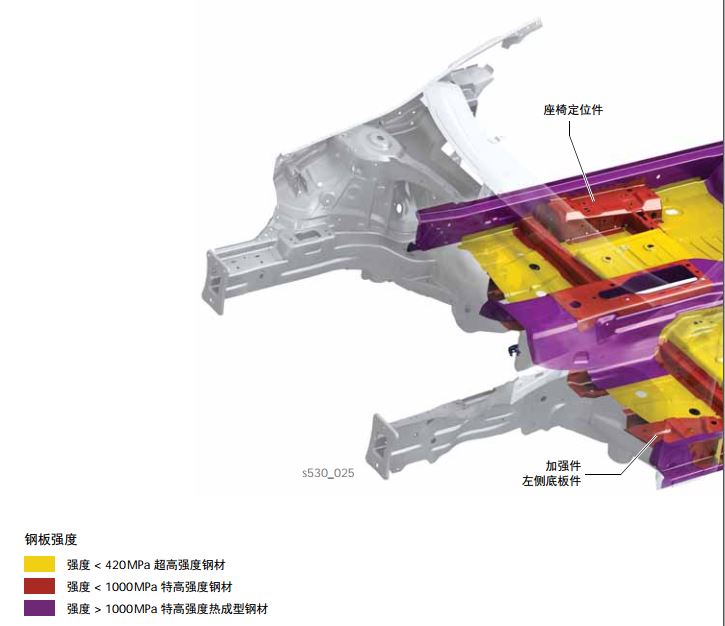 座椅定位件
加强件
左侧底板件
s530_025
钢板强度
强度 < 420MPa 超高强度钢材
强度 < 1000MPa 特高强度钢材
强度 > 1000MPa 特高强度热成型钢材